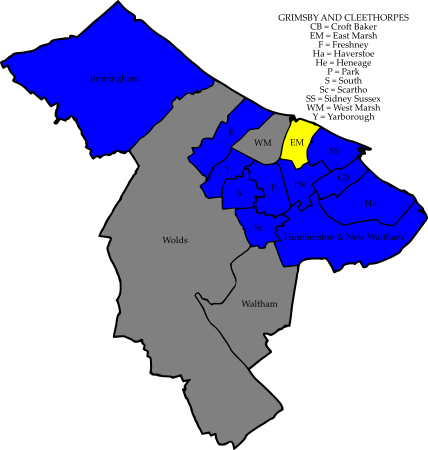 GRIMSBY AND CLEETHORPES
CB = Croft Baker
EM = East Marsh
F = Freshney
Ha = Haverstoe
He = Heneage
P = Park
S = South
Sc = Scartho
SS = Sidney Sussex
WM = West Marsh
Y = Yarborough
Immingham
F
WM
EM
SS
Y
CB
S
P
He
Ha
Sc
Humberston & New Waltham
Wolds
Waltham